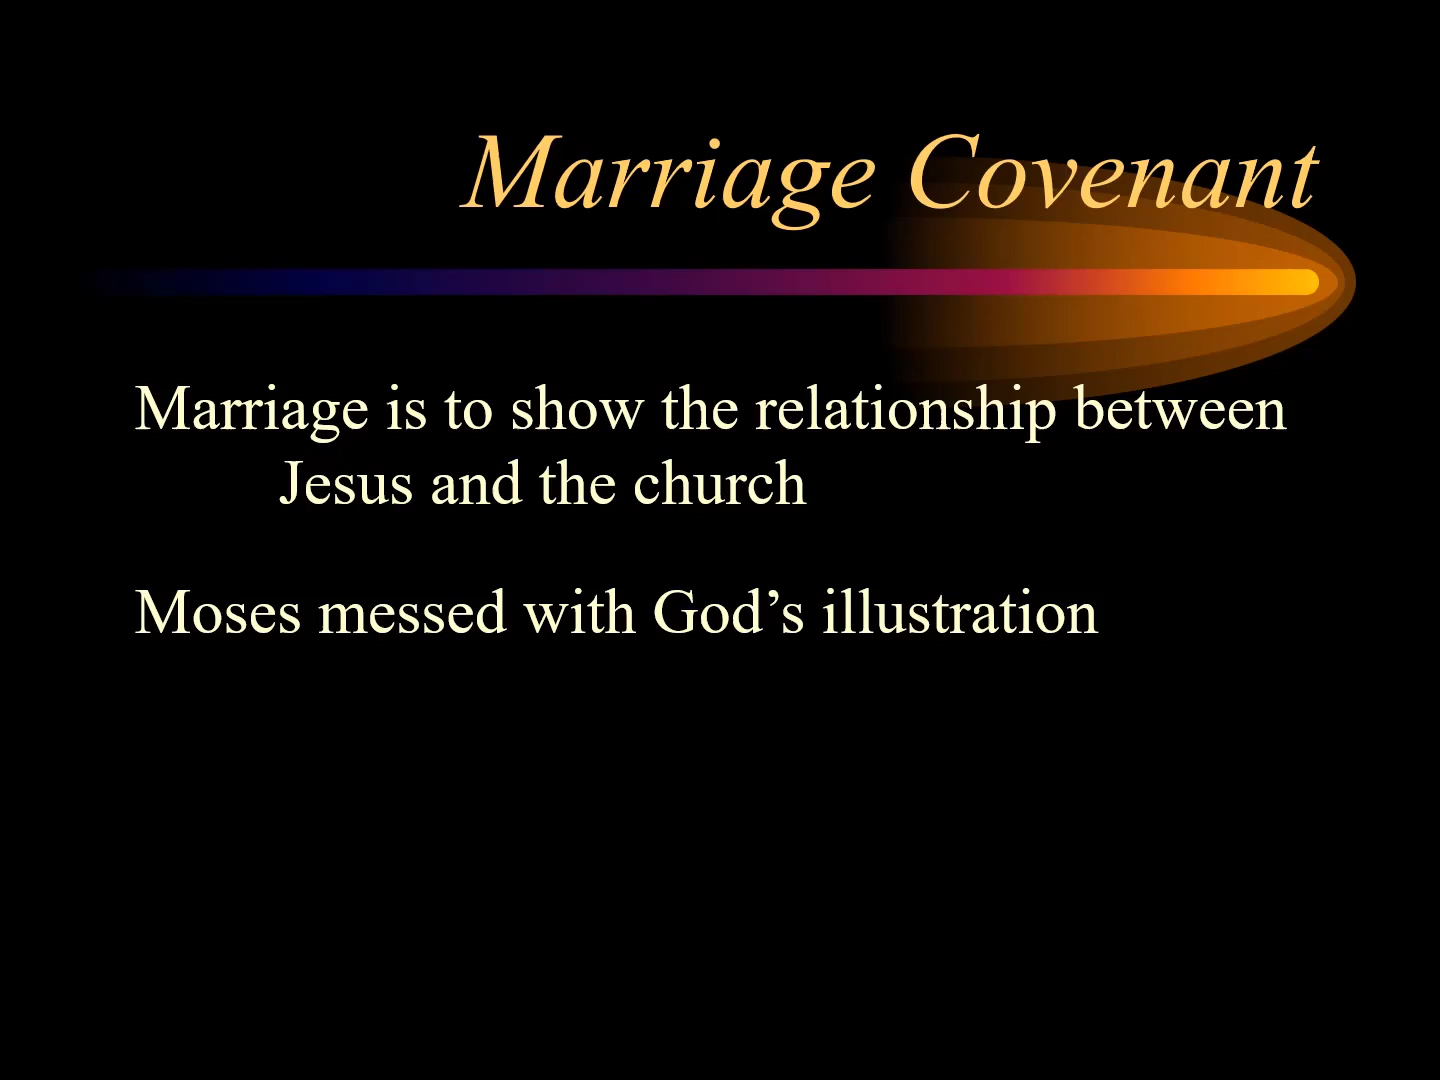 Marriage Covenant
Marriage is to show the relationship between
Jesus and the church
Moses messed with God’s illustration